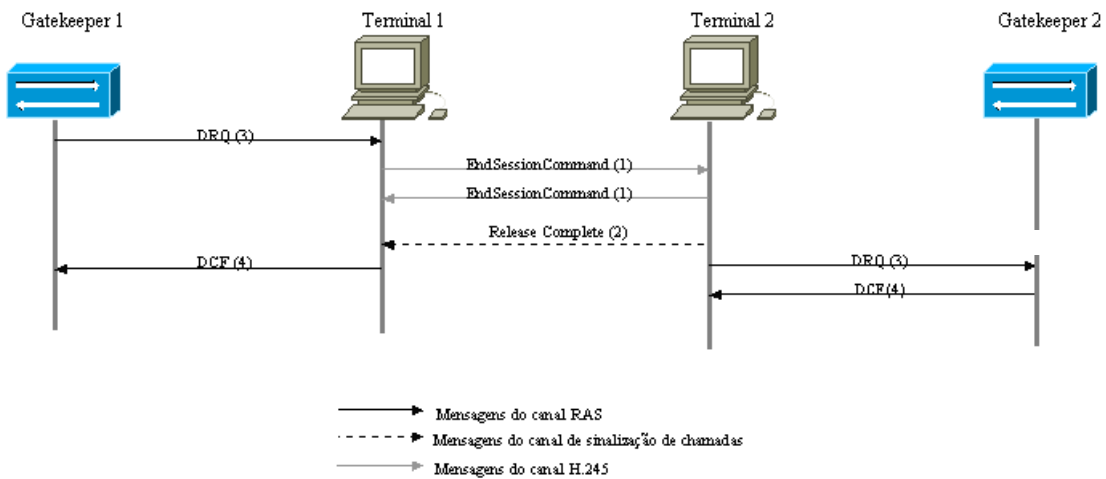 Gatekeeper 1
Terminal 1
Terminal 2
Gatekeeper 2
DRQ (3)
EndSessionCommand (1)
EndSessionCommand (1)
Release Complete (2)
DCF (4)
DRQ (3)
DCF(4)
Mensagens do canal RAS
Mensagens do canal de sinalização de chamadas
Mensagens do canal H.245